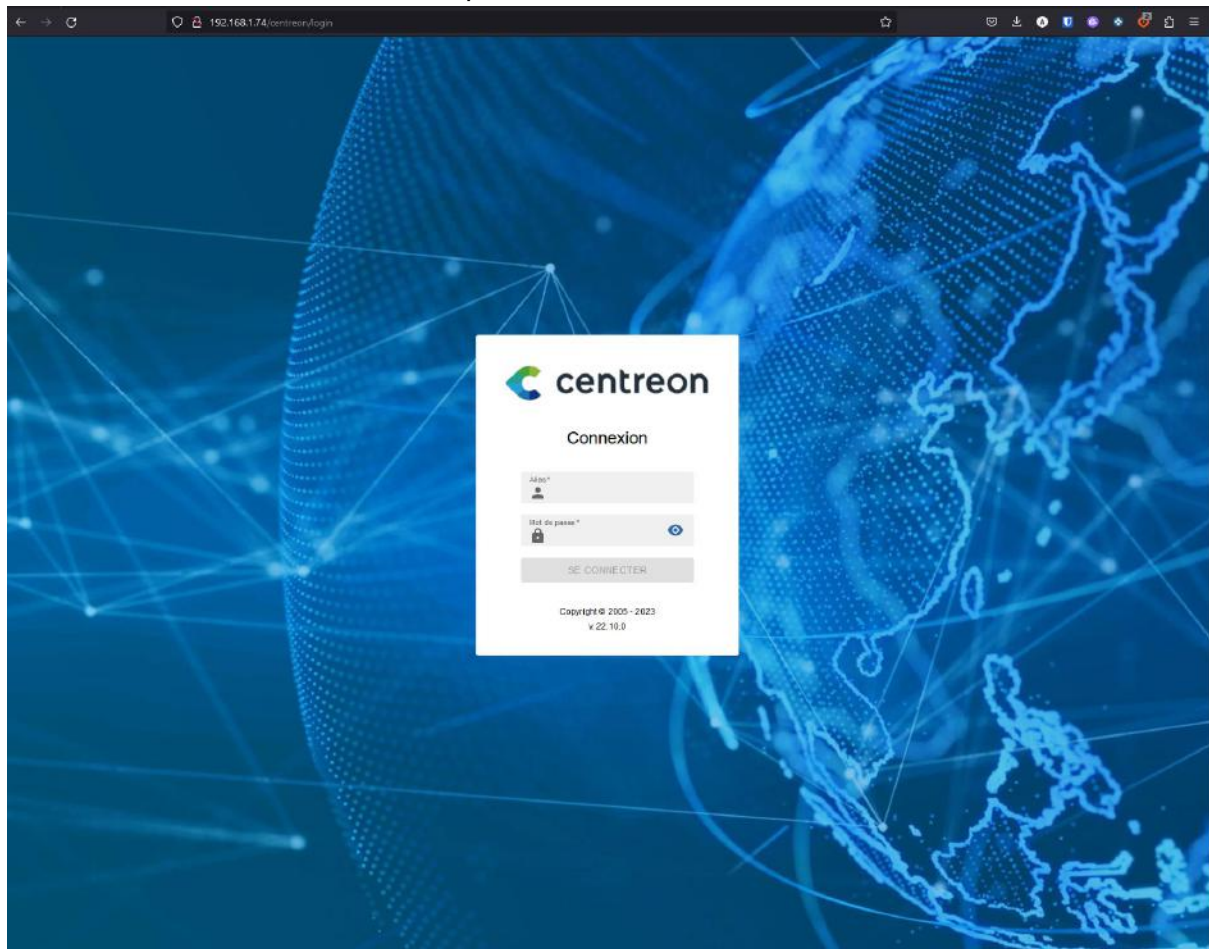 192.168.1.74/centreon/login
centreon
Connexion
Alias*
Mot de passe *
SE CONNECTER
Copyright © 2005 - 2023
v. 22.10.0